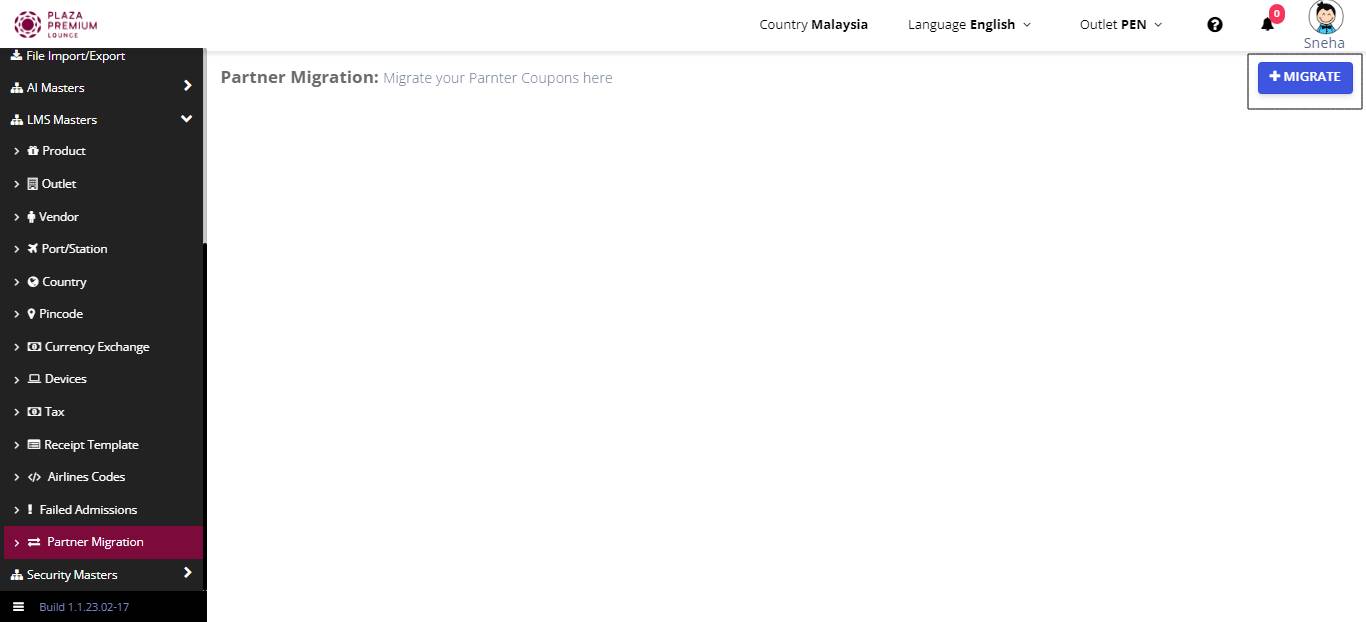 PLAZA
PREMIUM
LOUNGE
Country Malaysia
Language English
Outlet PEN
0
Sneha
File Import/Export
AI Masters
LMS Masters
Product
Outlet
Vendor
Port/Station
Country
Pincode
Currency Exchange
Devices
Tax
Receipt Template
Airlines Codes
Failed Admissions
Partner Migration
Security Masters
Build 1.1.23.02-17
Partner Migration: Migrate your Parnter Coupons here
MIGRATE